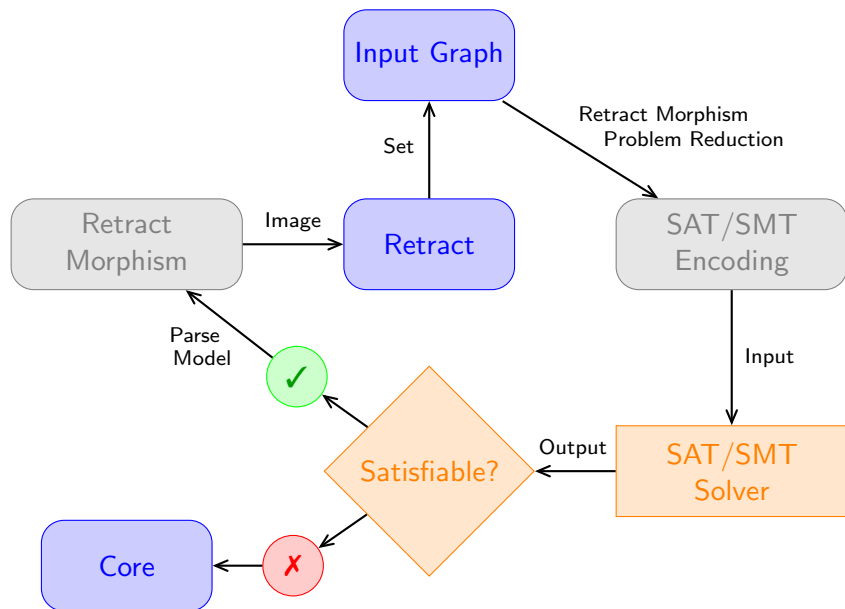 Input Graph
Retract Morphism
Problem Reduction
Set
Retract
Morphism
Image
Retract
SAT/SMT
Encoding
Parse
Model
✓
Input
Satisfiable?
Output
SAT/SMT
Solver
Core
✗